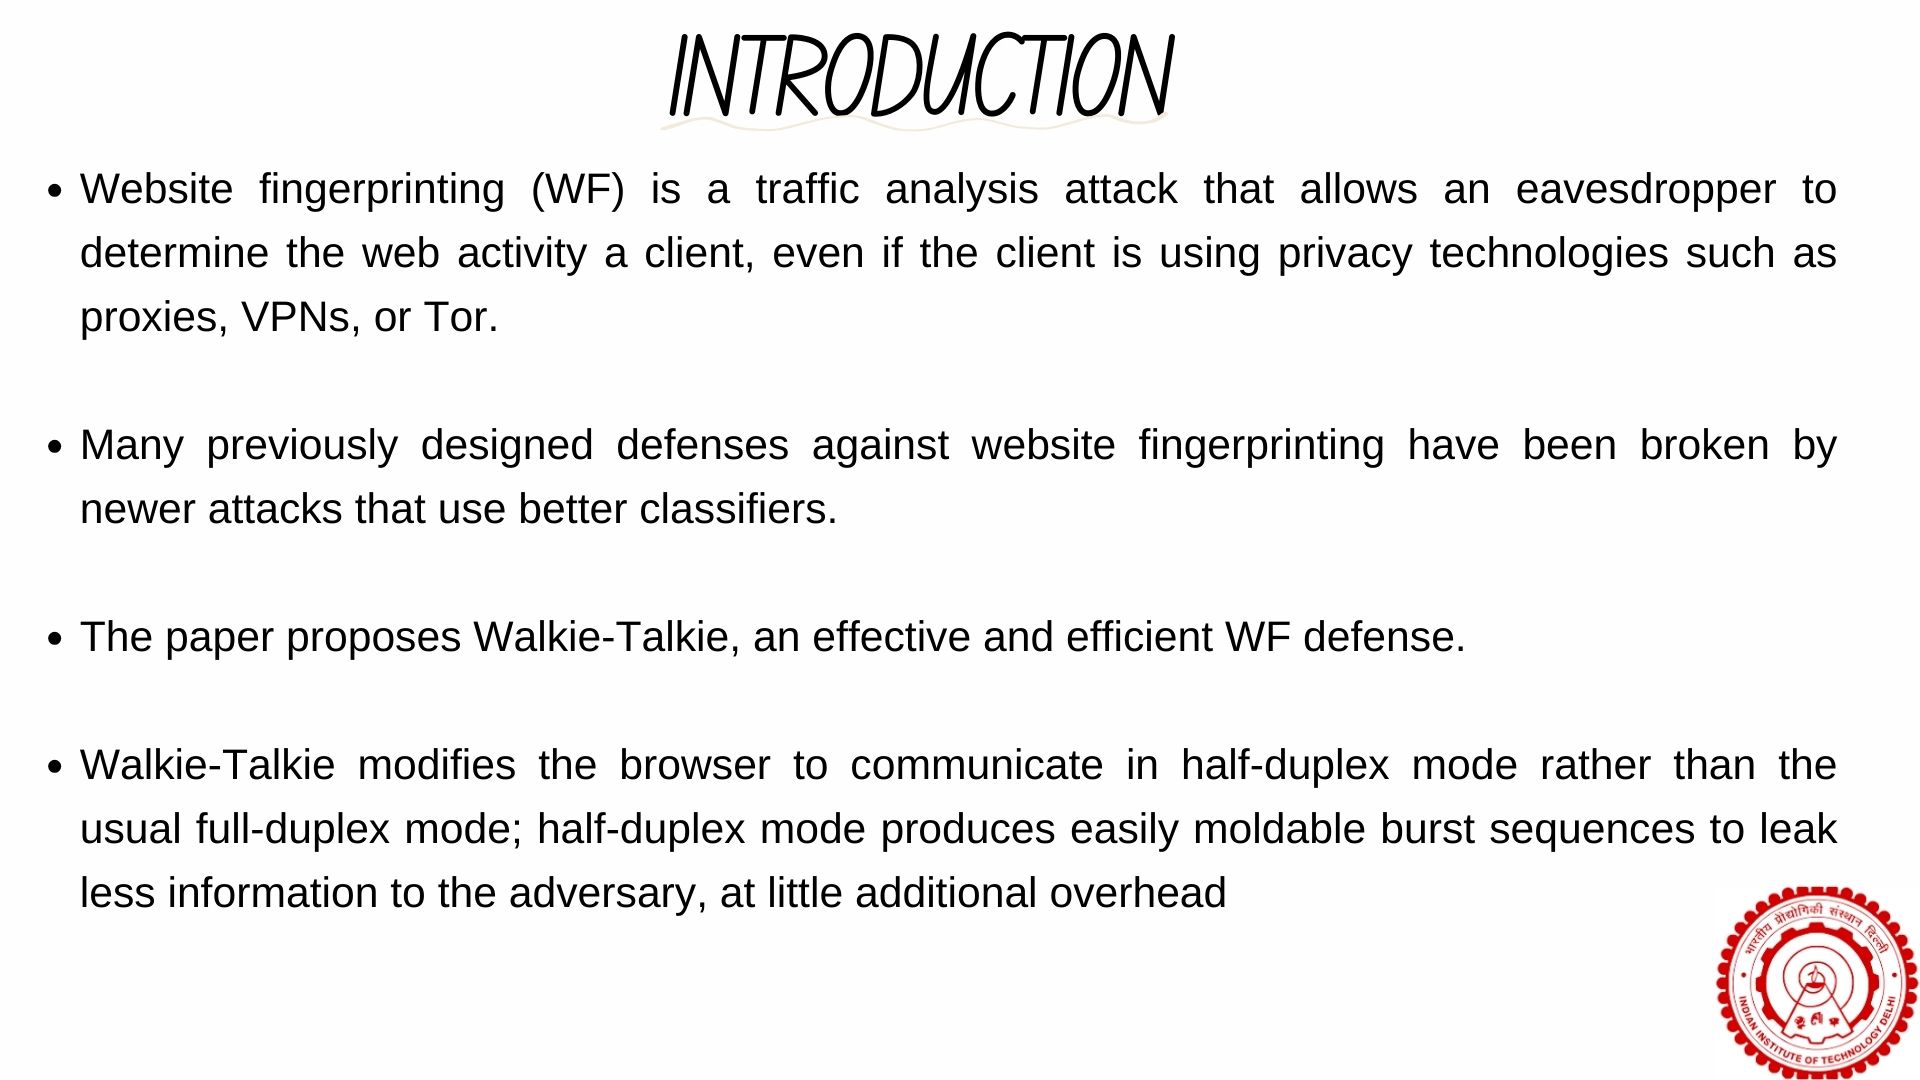 INTRODUCTION
• Website fingerprinting (WF) is a traffic analysis attack that allows an eavesdropper to
determine the web activity a client, even if the client is using privacy technologies such as
proxies, VPNs, or Tor.
• Many previously designed defenses against website fingerprinting have been broken by
newer attacks that use better classifiers.
• The paper proposes Walkie-Talkie, an effective and efficient WF defense.
• Walkie-Talkie modifies the browser to communicate in half-duplex mode rather than the
usual full-duplex mode; half-duplex mode produces easily moldable burst sequences to leak
less information to the adversary, at little additional overhead
भारतीय प्रौद्योगिकी संस्थान दिल्ली
INDIAN INSTITUTE OF TECHNOLOGY DELHI